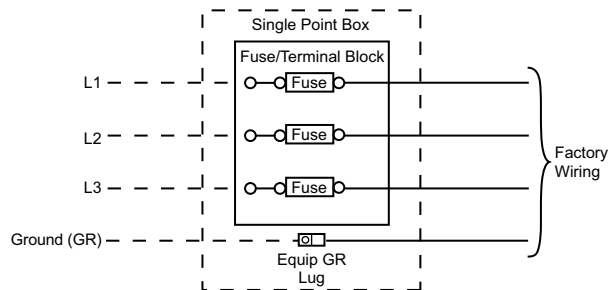 Single Point Box
Fuse/Terminal Block
L1
Fuse
L2
Fuse
L3
Fuse
Factory
Wiring
Ground (GR)
Equip GR
Lug